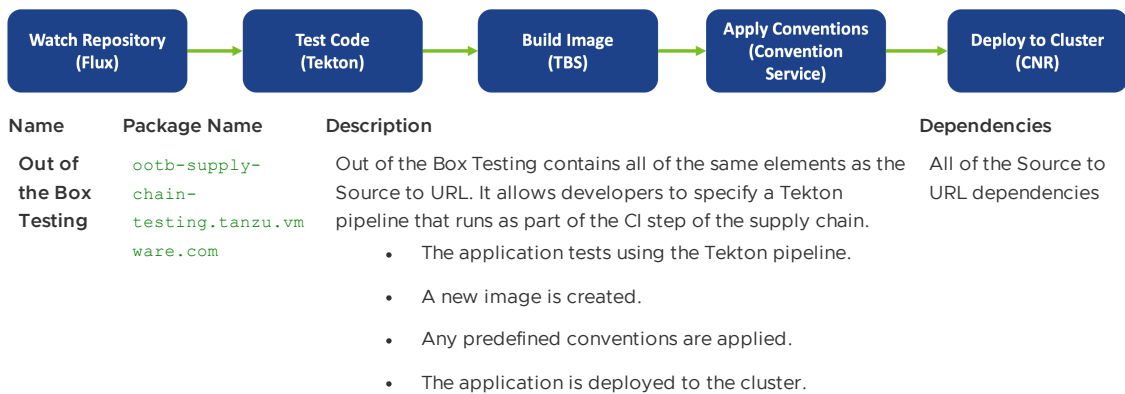 Watch Repository
(Flux)
Test Code
(Tekton)
Build Image
(TBS)
Apply Conventions
(Convention
Service)
Deploy to Cluster
(CNR)
Name
Package Name
Description
Dependencies
Out of
the Box
Testing
ootb-supply-
chain-
testing.tanzu.vm
ware.com
Out of the Box Testing contains all of the same elements as the
Source to URL. It allows developers to specify a Tekton
pipeline that runs as part of the CI step of the supply chain.
• The application tests using the Tekton pipeline.
• A new image is created.
• Any predefined conventions are applied.
• The application is deployed to the cluster.
All of the Source to
URL dependencies